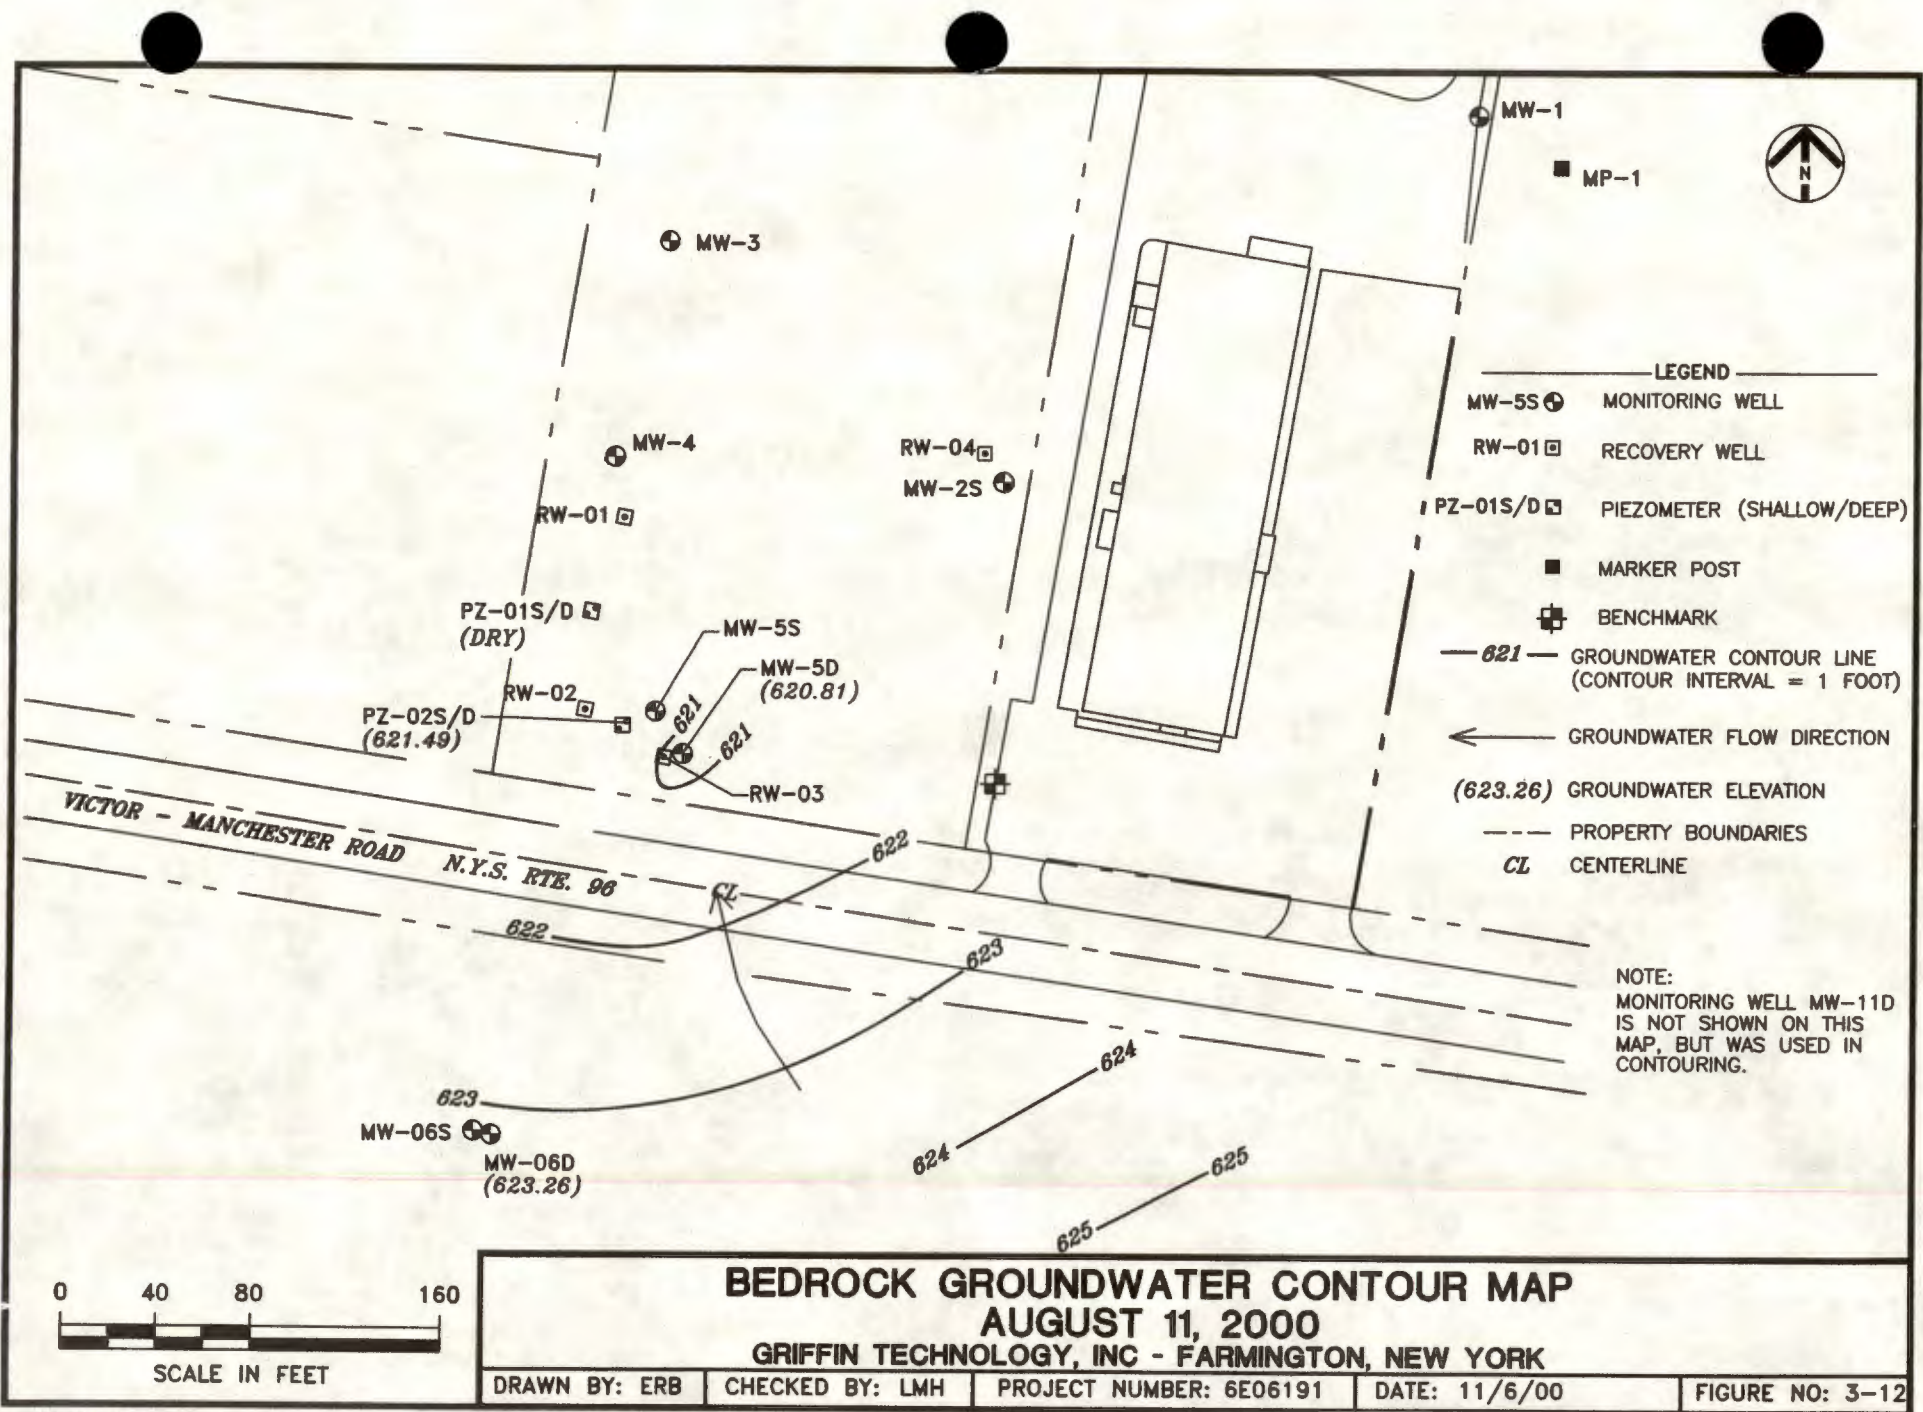 MW-1
MP-1
N
MW-3
MW-4
RW-04
MW-2S
RW-01
PZ-01S/D
(DRY)
MW-5S
MW-5D
(620.81)
RW-02
PZ-02S/D
(621.49)
621
621
RW-03
VICTOR - MANCHESTER ROAD N.Y.S. RTE. 96
CL
622
622
623
623
624
624
625
625
MW-06S
MW-06D
(623.26)
LEGEND
MW-5S MONITORING WELL
RW-01 RECOVERY WELL
PZ-01S/D PIEZOMETER (SHALLOW/DEEP)
MARKER POST
BENCHMARK
621 GROUNDWATER CONTOUR LINE
(CONTOUR INTERVAL = 1 FOOT)
GROUNDWATER FLOW DIRECTION
(623.26) GROUNDWATER ELEVATION
PROPERTY BOUNDARIES
CL CENTERLINE
NOTE:
MONITORING WELL MW-11D
IS NOT SHOWN ON THIS
MAP, BUT WAS USED IN
CONTOURING.
0 40 80 160
SCALE IN FEET
BEDROCK GROUNDWATER CONTOUR MAP
AUGUST 11, 2000
GRIFFIN TECHNOLOGY, INC - FARMINGTON, NEW YORK
DRAWN BY: ERB CHECKED BY: LMH PROJECT NUMBER: 6E06191 DATE: 11/6/00 FIGURE NO: 3-12